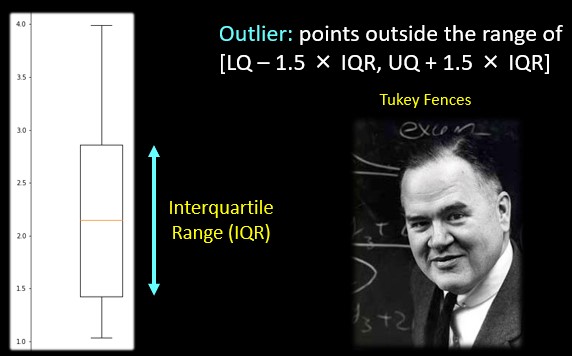 4.0
3.5
3.0
2.5
2.0
1.5
1.0
Outlier: points outside the range of
[LQ – 1.5 × IQR, UQ + 1.5 × IQR]
Tukey Fences
Interquartile
Range (IQR)